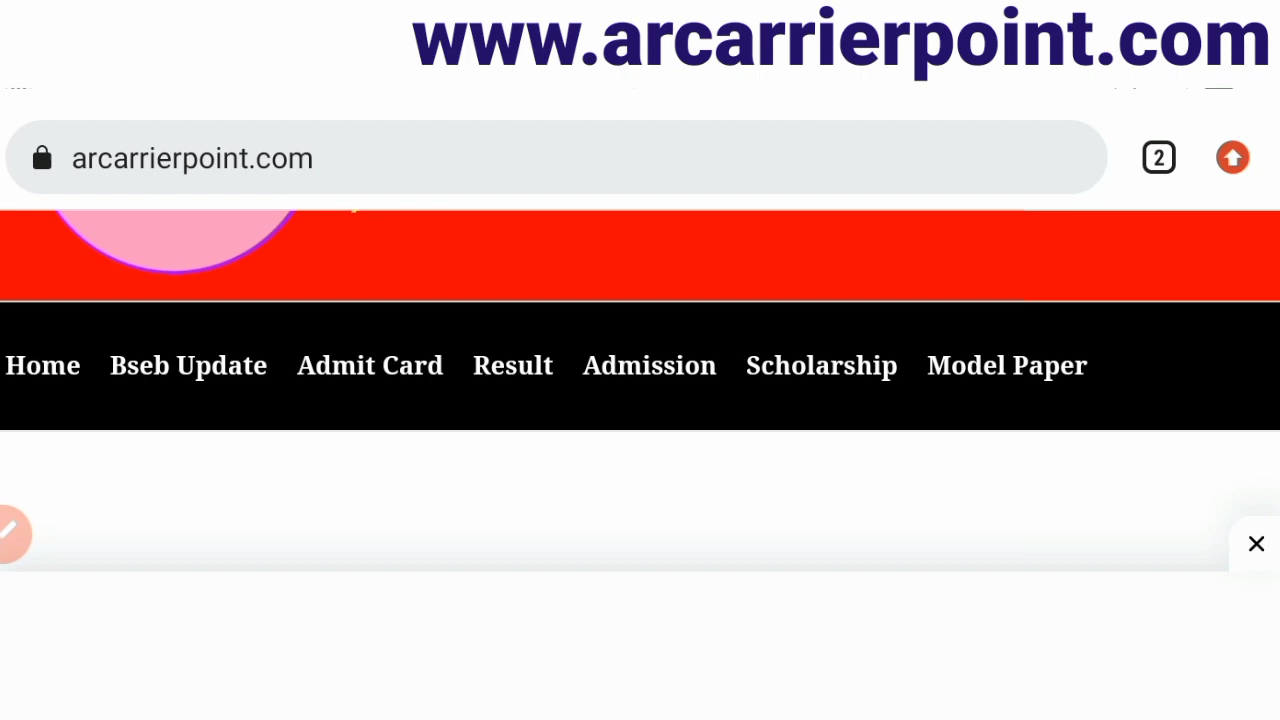 www.arcarrierpoint.com
arcarrierpoint.com
2
Home Bseb Update Admit Card Result Admission Scholarship Model Paper